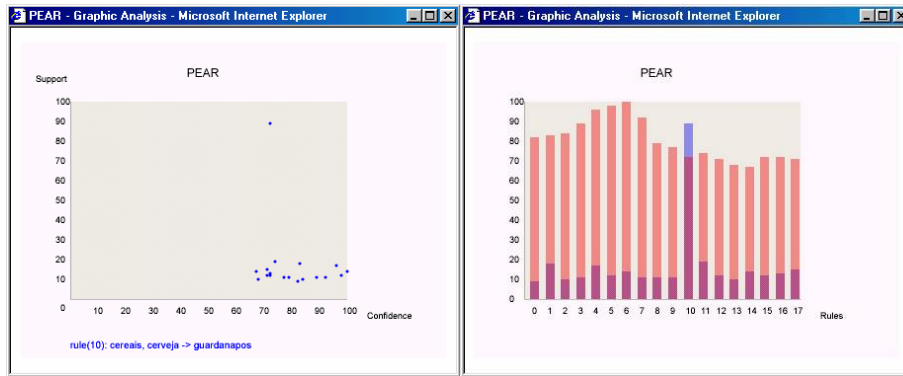 PEAR - Graphic Analysis - Microsoft Internet Explorer
PEAR
Support
100
90
80
70
60
50
40
30
20
10
0
10 20 30 40 50 60 70 80 90 100
Confidence
rule(10): cereais, cerveja -> guardanapos
PEAR - Graphic Analysis - Microsoft Internet Explorer
PEAR
100
90
80
70
60
50
40
30
20
10
0
0 1 2 3 4 5 6 7 8 9 10 11 12 13 14 15 16 17
Rules